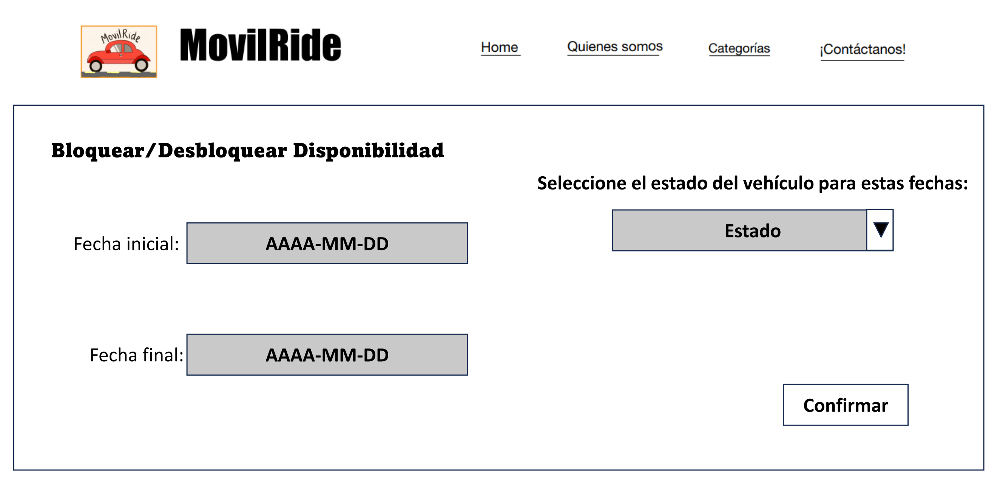 MovilRide
MovilRide
Home
Quienes somos
Categorías
¡Contáctanos!
Bloquear/Desbloquear Disponibilidad
Seleccione el estado del vehículo para estas fechas:
Estado
Fecha inicial:
AAAA-MM-DD
Fecha final:
AAAA-MM-DD
Confirmar